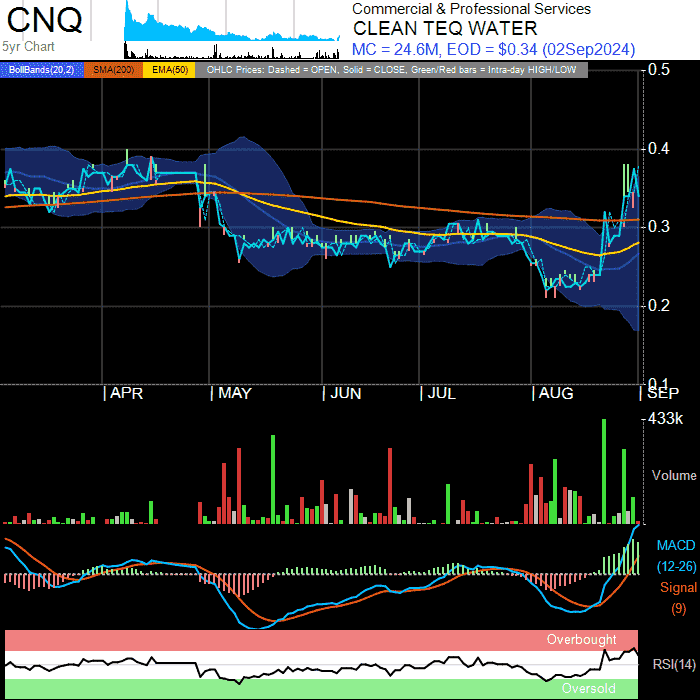 CNQ
5yr Chart
Commercial & Professional Services
CLEAN TEQ WATER
MC = 24.6M, EOD = $0.34 (02Sep2024)
BollBands(20,2) SMA(200) EMA(50) OHLC Prices: Dashed = OPEN, Solid = CLOSE, Green/Red bars = Intra-day HIGH/LOW
0.5
0.4
0.3
0.2
0.1
APR MAY JUN JUL AUG SEP
433k
Volume
MACD
(12-26)
Signal
(9)
Overbought
RSI(14)
Oversold